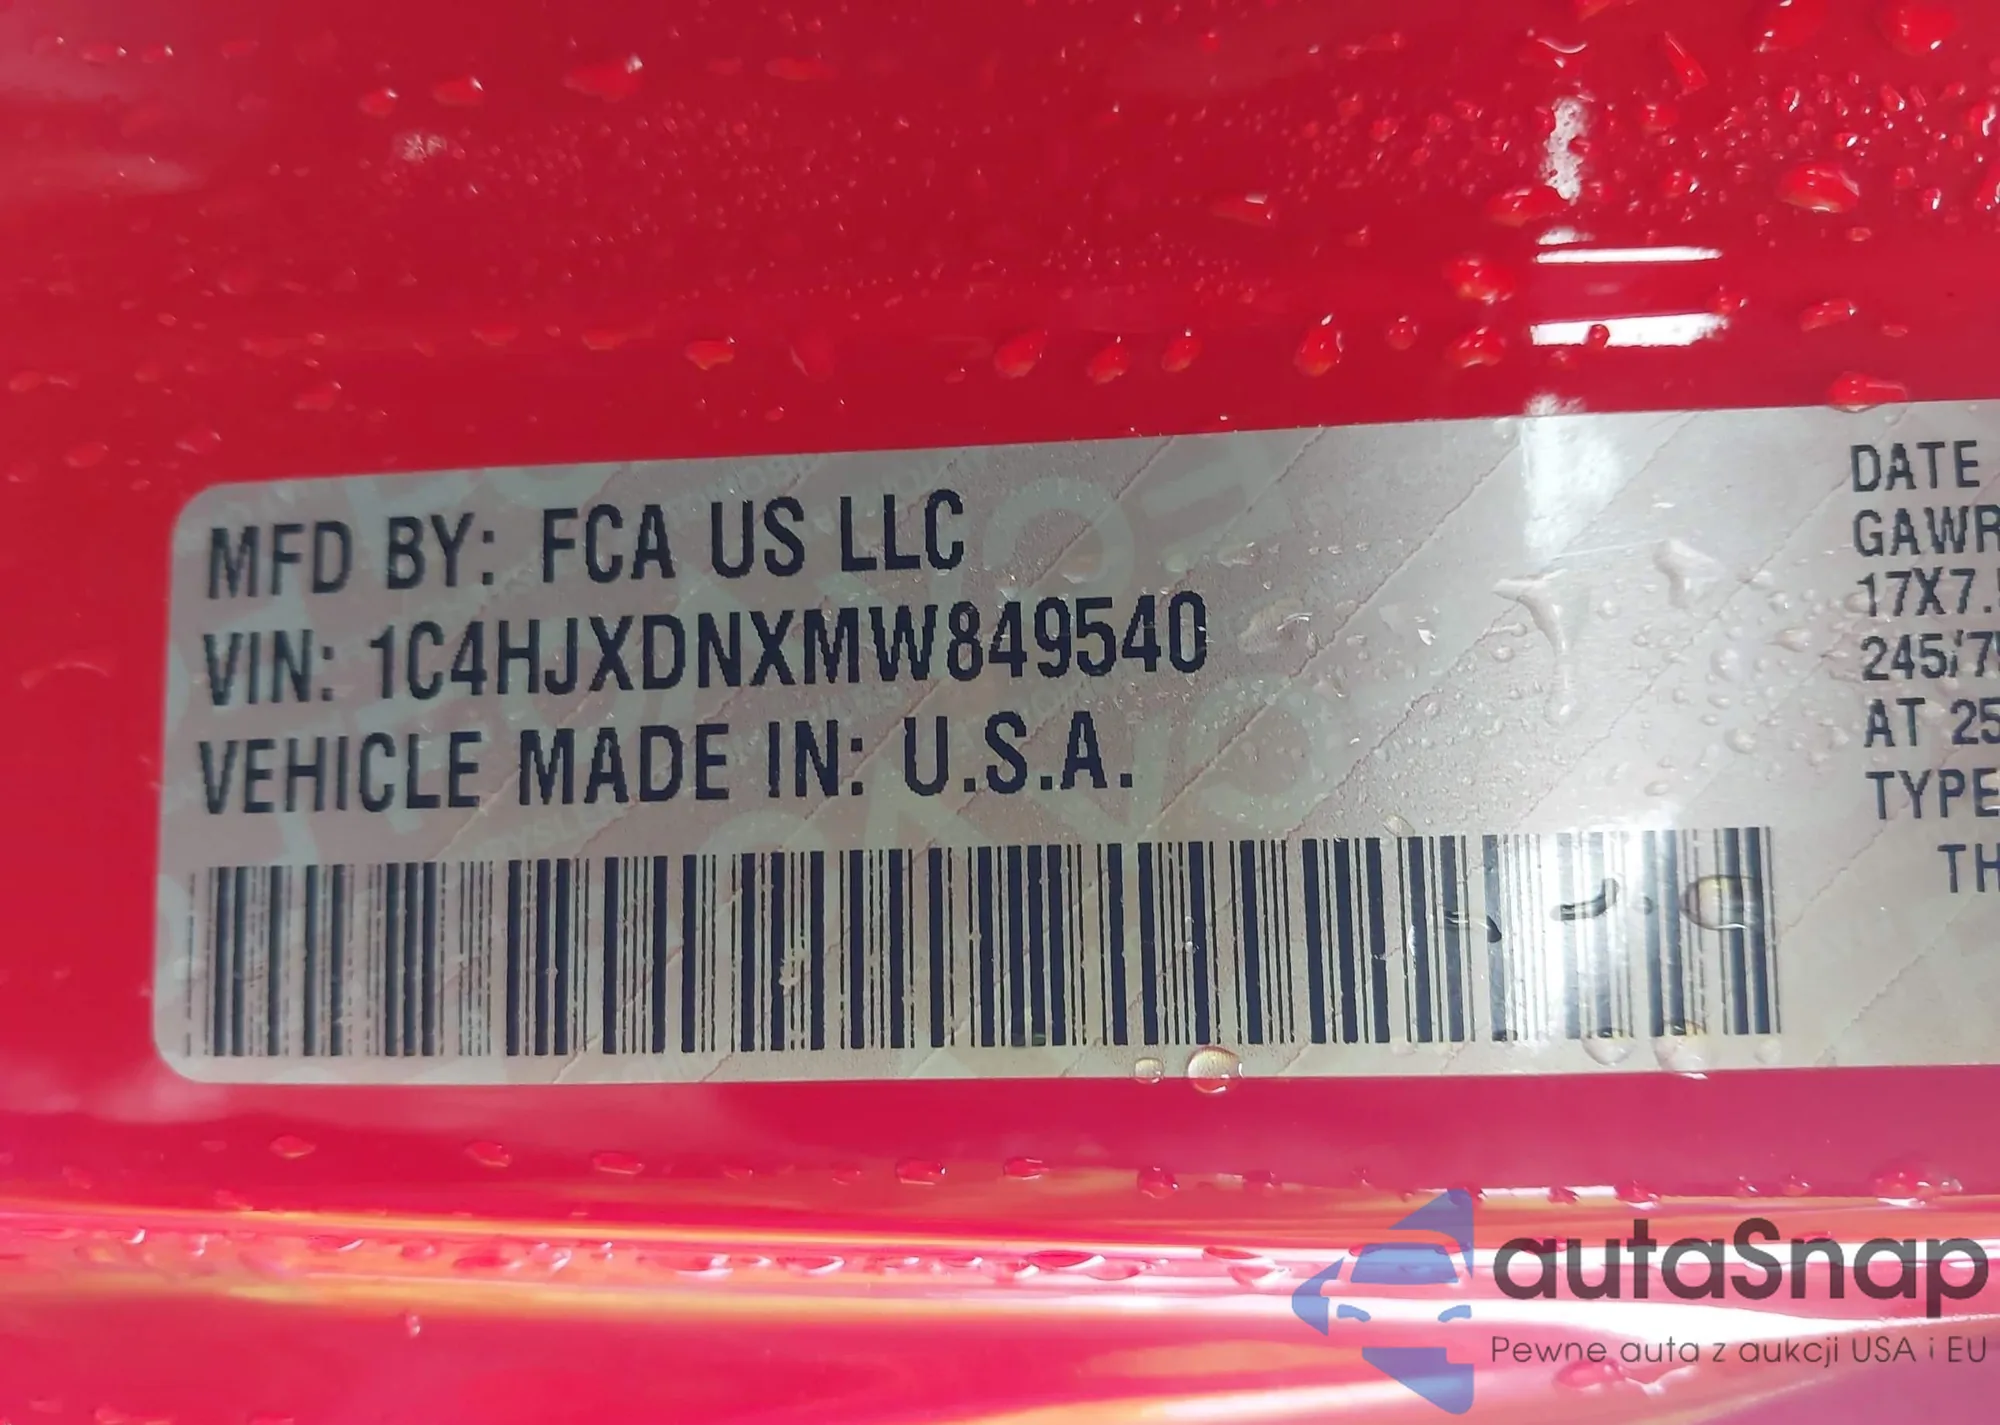 MFD BY: FCA US LLC
VIN: 1C4HJXDNXMW849540
VEHICLE MADE IN: U.S.A.
DATE
GAWR
17X7.
245/7
AT 25
TYPE
TH
autaSnap
Pewne auta z aukcji USA i EU